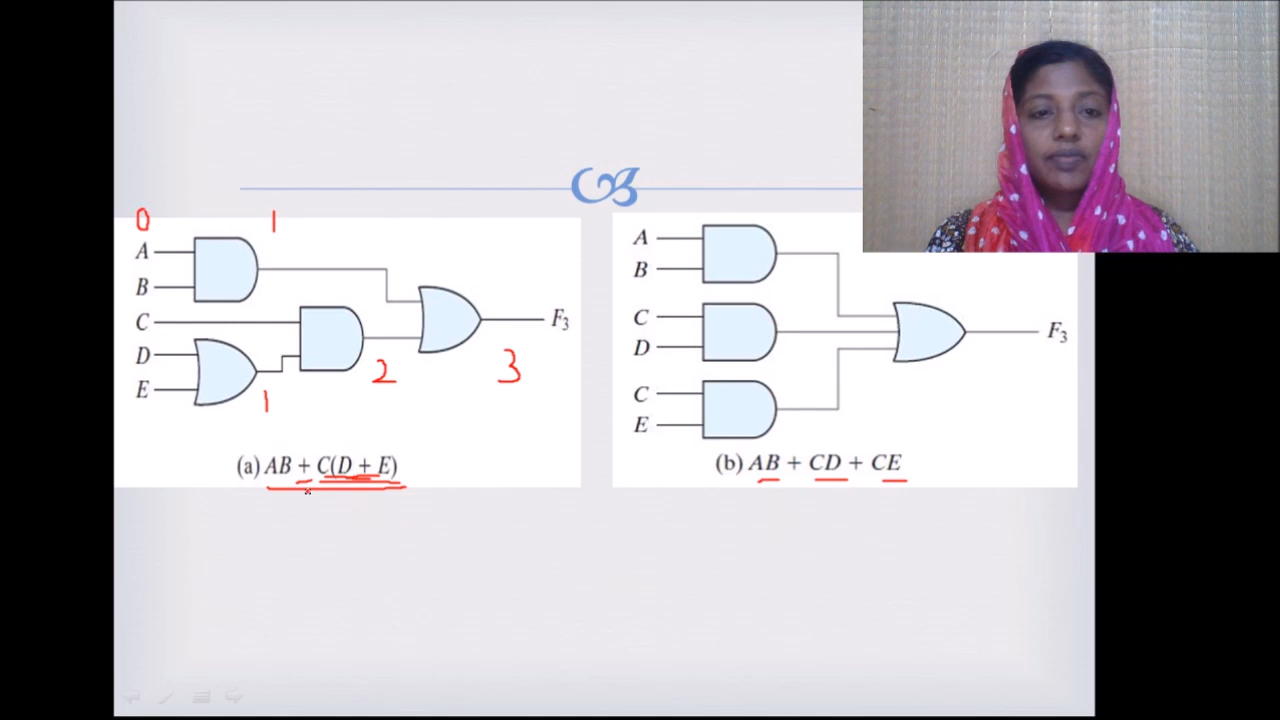 0 1
A
B
C
D
E
F₃
1
2
3
(a) AB + C(D + E)
A
B
C
D
C
E
F₃
(b) AB + CD + CE